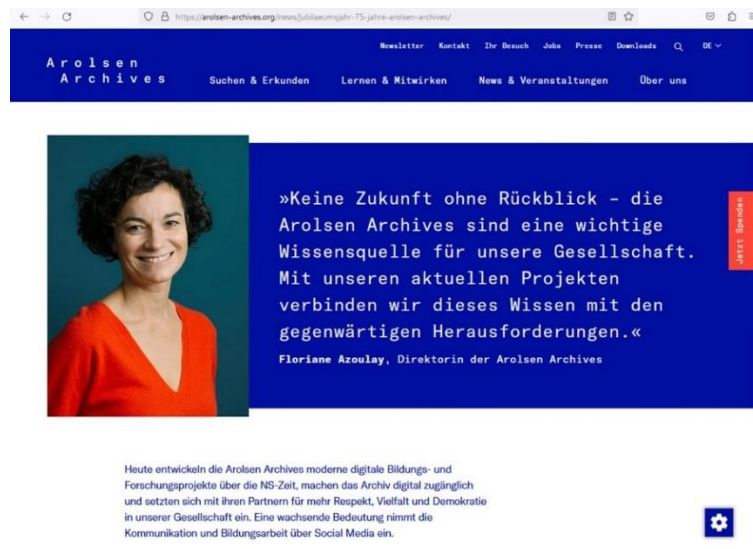 https://arolsen-archives.org/news/jubilaeumsjahr-75-jahre-arolsen-archives/
Newsletter Kontakt Ihr Besuch Jobs Presse Downloads DE
Arolsen
Archives
Suchen & Erkunden Lernen & Mitwirken News & Veranstaltungen Über uns
»Keine Zukunft ohne Rückblick – die
Arolsen Archives sind eine wichtige
Wissensquelle für unsere Gesellschaft.
Mit unseren aktuellen Projekten
verbinden wir dieses Wissen mit den
gegenwärtigen Herausforderungen.«
Floriane Azoulay, Direktorin der Arolsen Archives
Jetzt Spenden
Heute entwickeln die Arolsen Archives moderne digitale Bildungs- und
Forschungsprojekte über die NS-Zeit, machen das Archiv digital zugänglich
und setzten sich mit ihren Partnern für mehr Respekt, Vielfalt und Demokratie
in unserer Gesellschaft ein. Eine wachsende Bedeutung nimmt die
Kommunikation und Bildungsarbeit über Social Media ein.